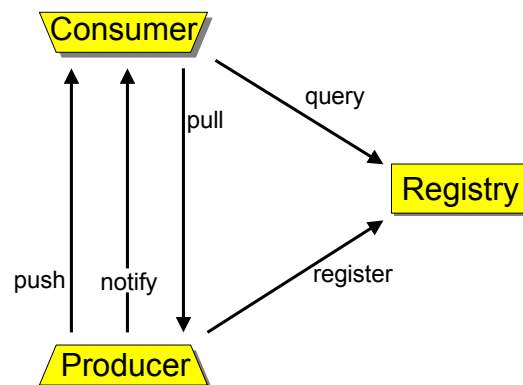 Consumer
query
pull
Registry
push
notify
register
Producer